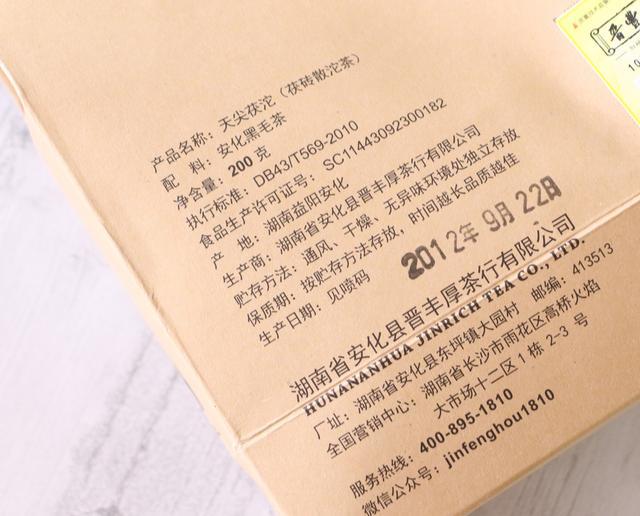 产品名称：天尖茯沱（茯砖散沱茶）
配 料：安化黑毛茶
净含量：200 克
执行标准：DB43/T569-2010
食品生产许可证号：SC11443092300182
产 地：湖南益阳安化
生产商：湖南省安化县晋丰厚茶行有限公司
贮存方法：通风、干燥、无异味环境处独立存放
保质期：按贮存方法存放，时间越长品质越佳
生产日期：见喷码
2012年9月22日
湖南省安化县晋丰厚茶行有限公司
HUNANANHUA JINRICH TEA CO., LTD.
厂址：湖南省安化县东坪镇大园村 邮编：413513
全国营销中心：湖南省长沙市雨花区高桥火焰
大市场十二区 1 栋 2-3 号
服务热线：400-895-1810
微信公众号：jinfenghou1810
晋豐